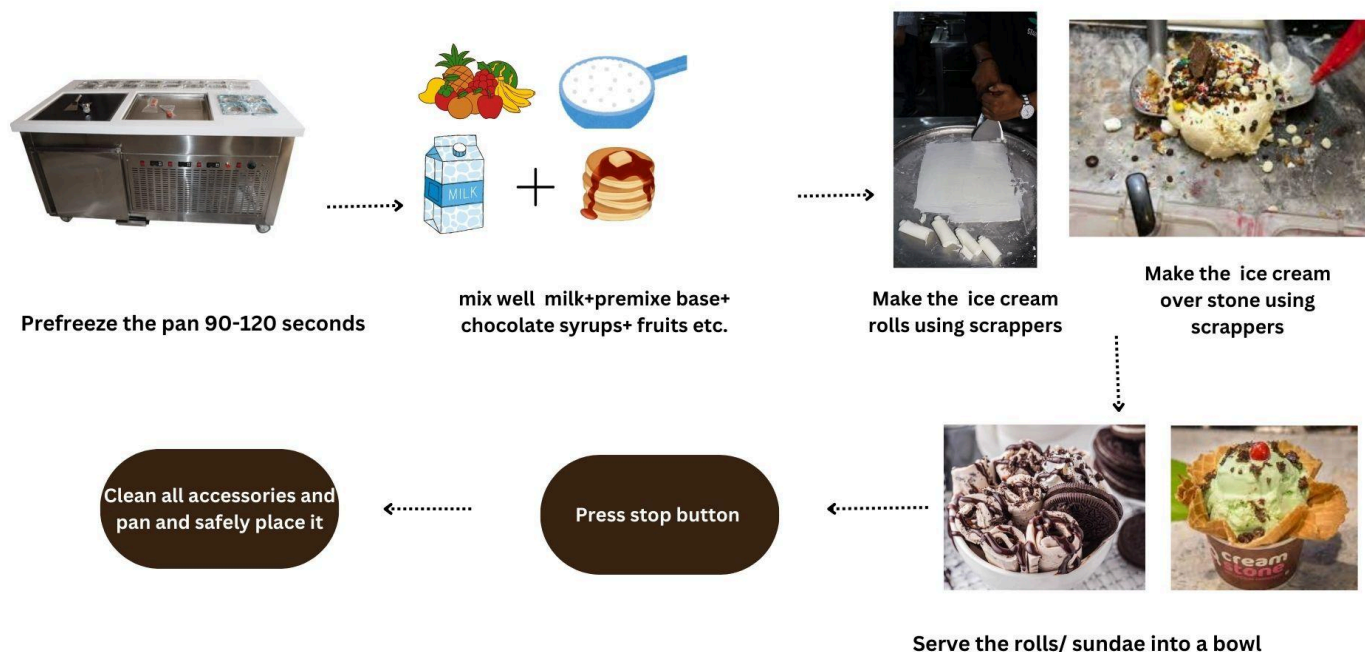 MILK
Prefreeze the pan 90-120 seconds
mix well milk+premixe base+
chocolate syrups+ fruits etc.
Make the ice cream
rolls using scrappers
Make the ice cream
over stone using
scrappers
cream
stone
Serve the rolls/ sundae into a bowl
Press stop button
Clean all accessories and
pan and safely place it